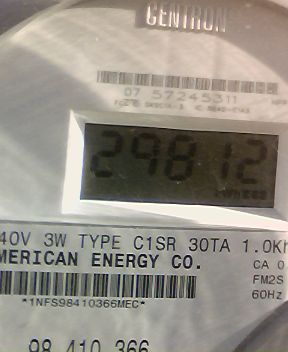 CENTRON
07 57245311
29812
40V 3W TYPE C1SR 30TA 1.0Kh
MERICAN ENERGY CO.
CA 0
FM2S
*1NFS98410366MEC*
60Hz
98 410 366